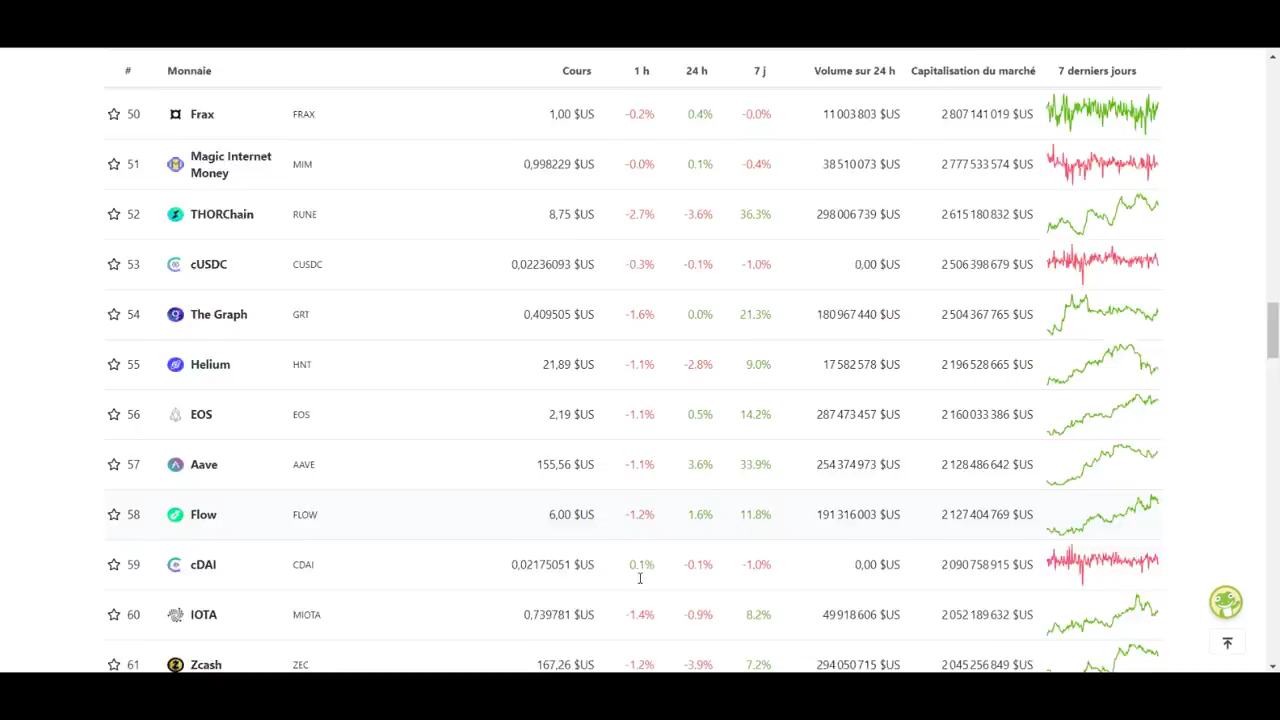 # Monnaie Cours 1 h 24 h 7 j Volume sur 24 h Capitalisation du marché 7 derniers jours
50 Frax FRAX 1,00 $US -0.2% 0.4% -0.0% 11 003 803 $US 2 807 141 019 $US
51 Magic Internet Money MIM 0,998229 $US -0.0% 0.1% -0.4% 38 510 073 $US 2 777 533 574 $US
52 THORChain RUNE 8,75 $US -2.7% -3.6% 36.3% 298 006 739 $US 2 615 180 832 $US
53 cUSDC CUSDC 0,02236093 $US -0.3% -0.1% -1.0% 0,00 $US 2 506 398 679 $US
54 The Graph GRT 0,409505 $US -1.6% 0.0% 21.3% 180 967 440 $US 2 504 367 765 $US
55 Helium HNT 21,89 $US -1.1% -2.8% 9.0% 17 582 578 $US 2 196 528 665 $US
56 EOS EOS 2,19 $US -1.1% 0.5% 14.2% 287 473 457 $US 2 160 033 386 $US
57 Aave AAVE 155,56 $US -1.1% 3.6% 33.9% 254 374 973 $US 2 128 486 642 $US
58 Flow FLOW 6,00 $US -1.2% 1.6% 11.8% 191 316 003 $US 2 127 404 769 $US
59 cDAI CDAI 0,02175051 $US 0.1% -0.1% -1.0% 0,00 $US 2 090 758 915 $US
60 IOTA MIOTA 0,739781 $US -1.4% -0.9% 8.2% 49 918 606 $US 2 052 189 632 $US
61 Zcash ZEC 167,26 $US -1.2% -3.9% 7.2% 294 050 715 $US 2 045 256 849 $US